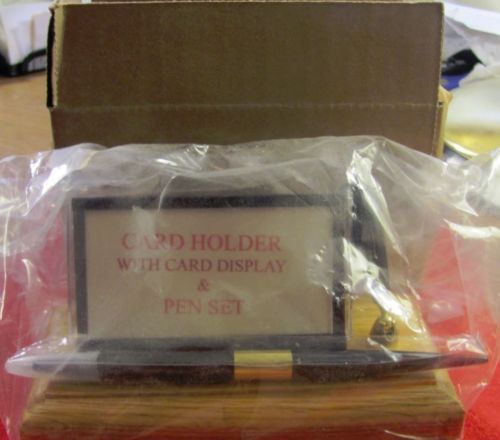 CARD HOLDER
WITH CARD DISPLAY
&
PEN SET